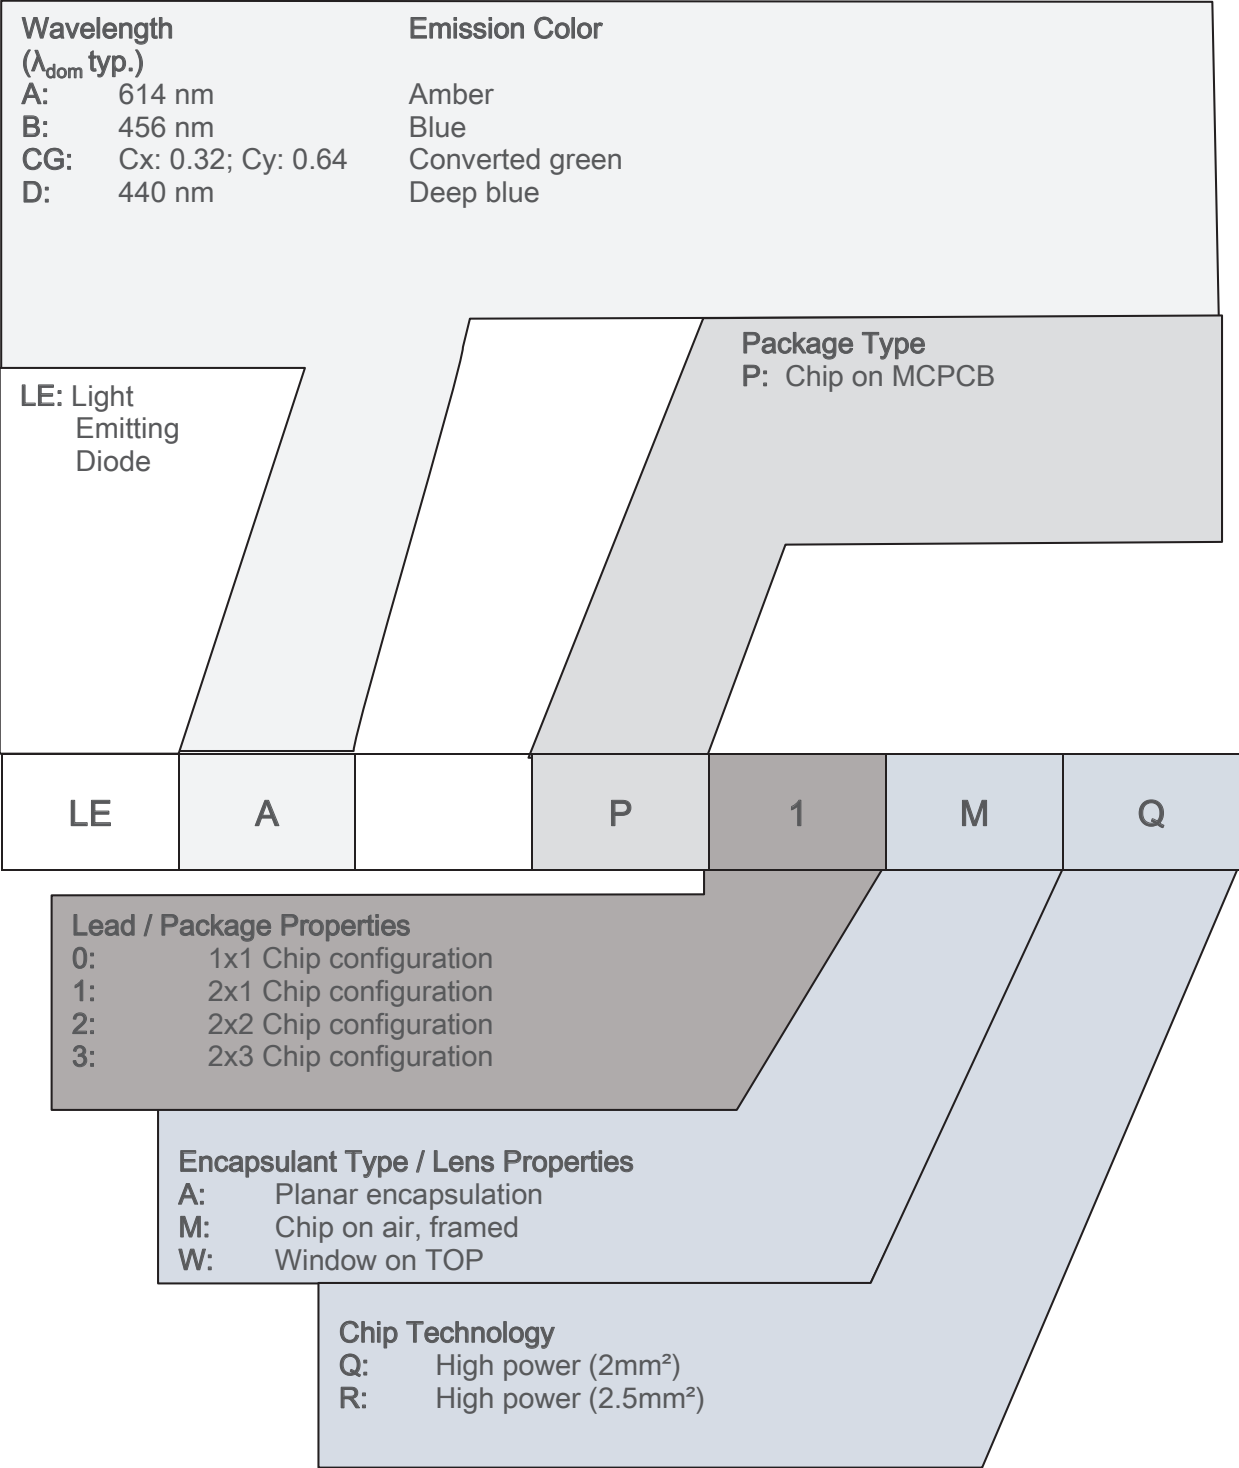 Wavelength Emission Color
(λdom typ.)
A: 614 nm Amber
B: 456 nm Blue
CG: Cx: 0.32; Cy: 0.64 Converted green
D: 440 nm Deep blue
Package Type
P: Chip on MCPCB
LE: Light
Emitting
Diode
LE A P 1 M Q
Lead / Package Properties
0: 1x1 Chip configuration
1: 2x1 Chip configuration
2: 2x2 Chip configuration
3: 2x3 Chip configuration
Encapsulant Type / Lens Properties
A: Planar encapsulation
M: Chip on air, framed
W: Window on TOP
Chip Technology
Q: High power (2mm²)
R: High power (2.5mm²)